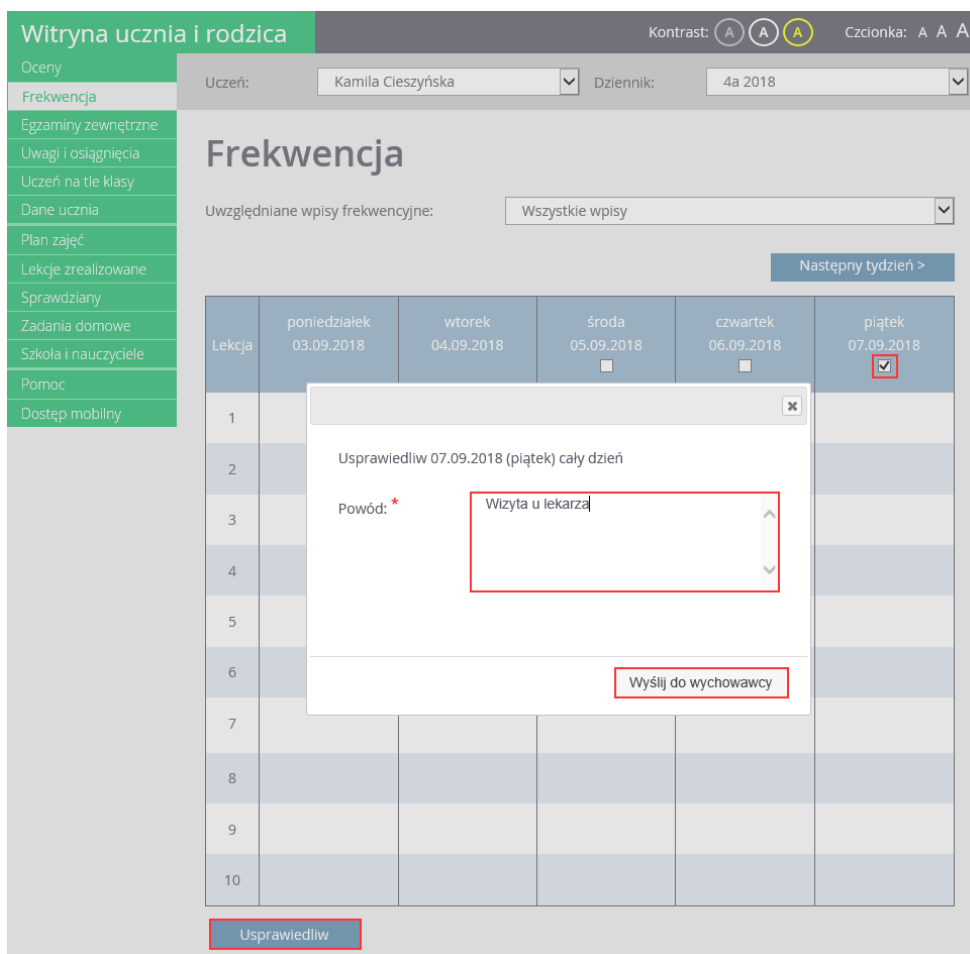 Witryna ucznia i rodzica
Kontrast: A A A
Czcionka: A A A
Oceny
Frekwencja
Egzaminy zewnętrzne
Uwagi i osiągnięcia
Uczeń na tle klasy
Dane ucznia
Plan zajęć
Lekcje zrealizowane
Sprawdziany
Zadania domowe
Szkoła i nauczyciele
Pomoc
Dostęp mobilny
Uczeń: Kamila Cieszyńska
Dziennik: 4a 2018
Frekwencja
Uwzględniane wpisy frekwencyjne: Wszystkie wpisy
Następny tydzień >
Lekcja
poniedziałek
03.09.2018
wtorek
04.09.2018
środa
05.09.2018
czwartek
06.09.2018
piątek
07.09.2018
1
2
3
4
5
6
7
8
9
10
Usprawiedliw 07.09.2018 (piątek) cały dzień
Powód: * Wizyta u lekarza
Wyślij do wychowawcy
Usprawiedliw